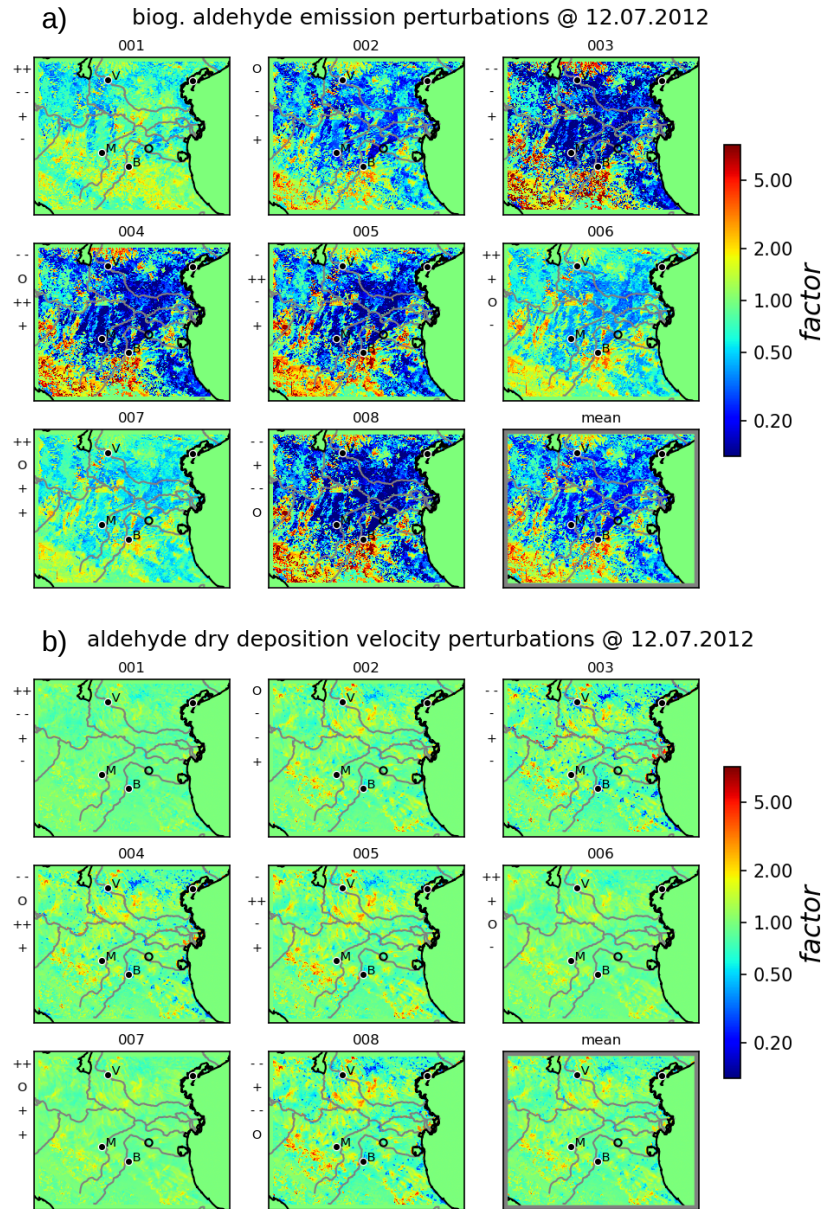 a) biog. aldehyde emission perturbations @ 12.07.2012
001 002 003
++ O - -
- - - -
+ - +
- + -
V
M
B
5.00
2.00
1.00
0.50
0.20
factor
004 005 006
- - - ++
O ++ +
++ - O
+ + -
V
V
V
M
B
B
B
007 008 mean
++ - -
O +
+ - -
+ O
V
M
B
b) aldehyde dry deposition velocity perturbations @ 12.07.2012
001 002 003
++ O - -
- - - -
+ - +
- + -
V V
M M M
B B B
5.00
2.00
1.00
0.50
0.20
factor
004 005 006
- - - ++
O ++ +
++ - O
+ + -
V V V
M M M
B B B
007 008 mean
++ - -
O +
+ - -
+ O
V V V
M M M
B B B